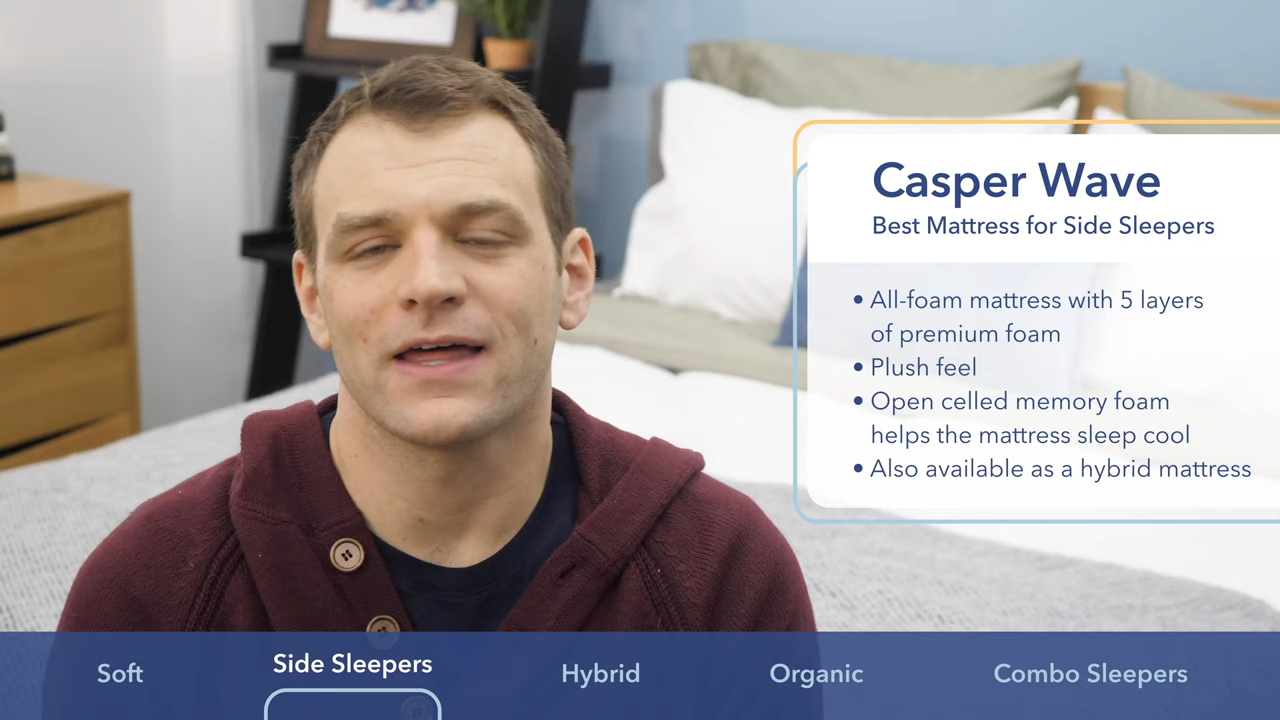 Casper Wave
Best Mattress for Side Sleepers
• All-foam mattress with 5 layers
of premium foam
• Plush feel
• Open celled memory foam
helps the mattress sleep cool
• Also available as a hybrid mattress
Soft
Side Sleepers
Hybrid
Organic
Combo Sleepers